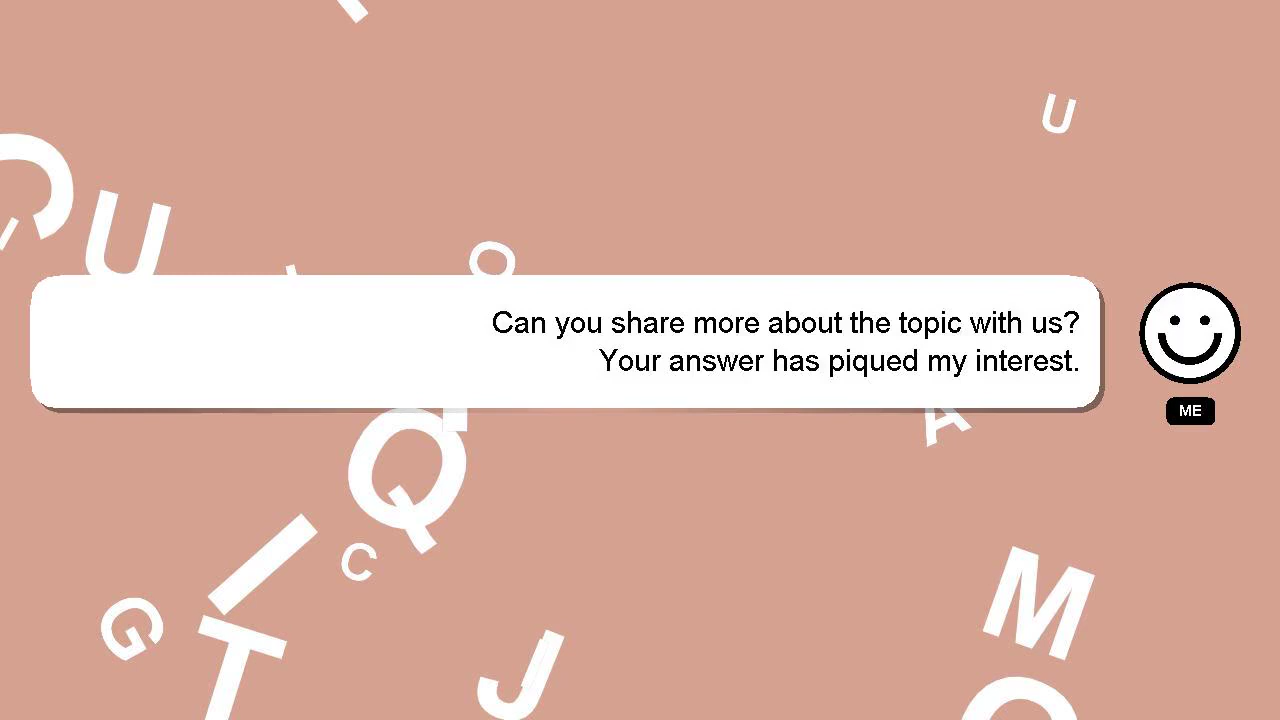 U
U
O
Can you share more about the topic with us?
Your answer has piqued my interest.
ME
A
Q
I
C
G
T
J
M